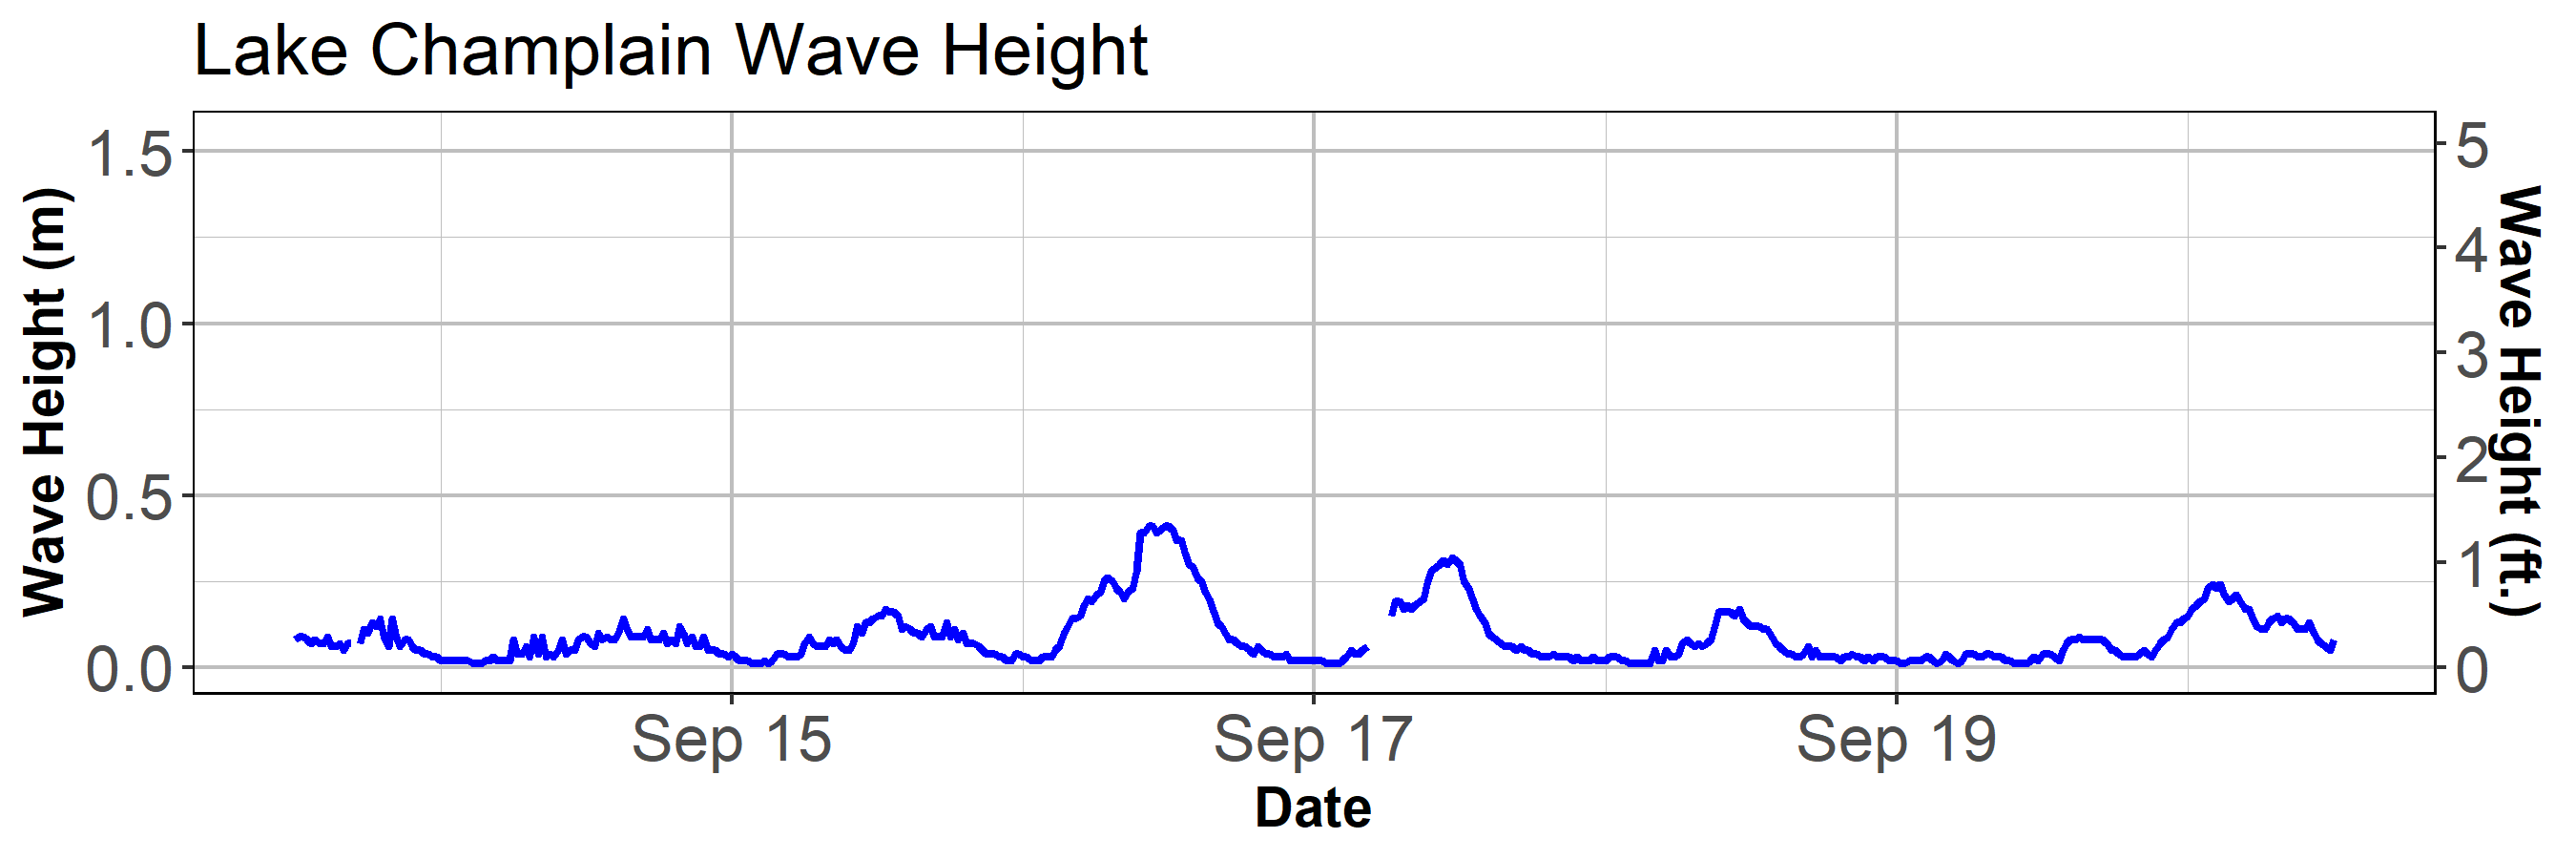 Lake Champlain Wave Height
Wave Height (m)
1.5
1.0
0.5
0.0
5
4
3
2
1
0
Wave Height (ft.)
Sep 15
Sep 17
Sep 19
Date